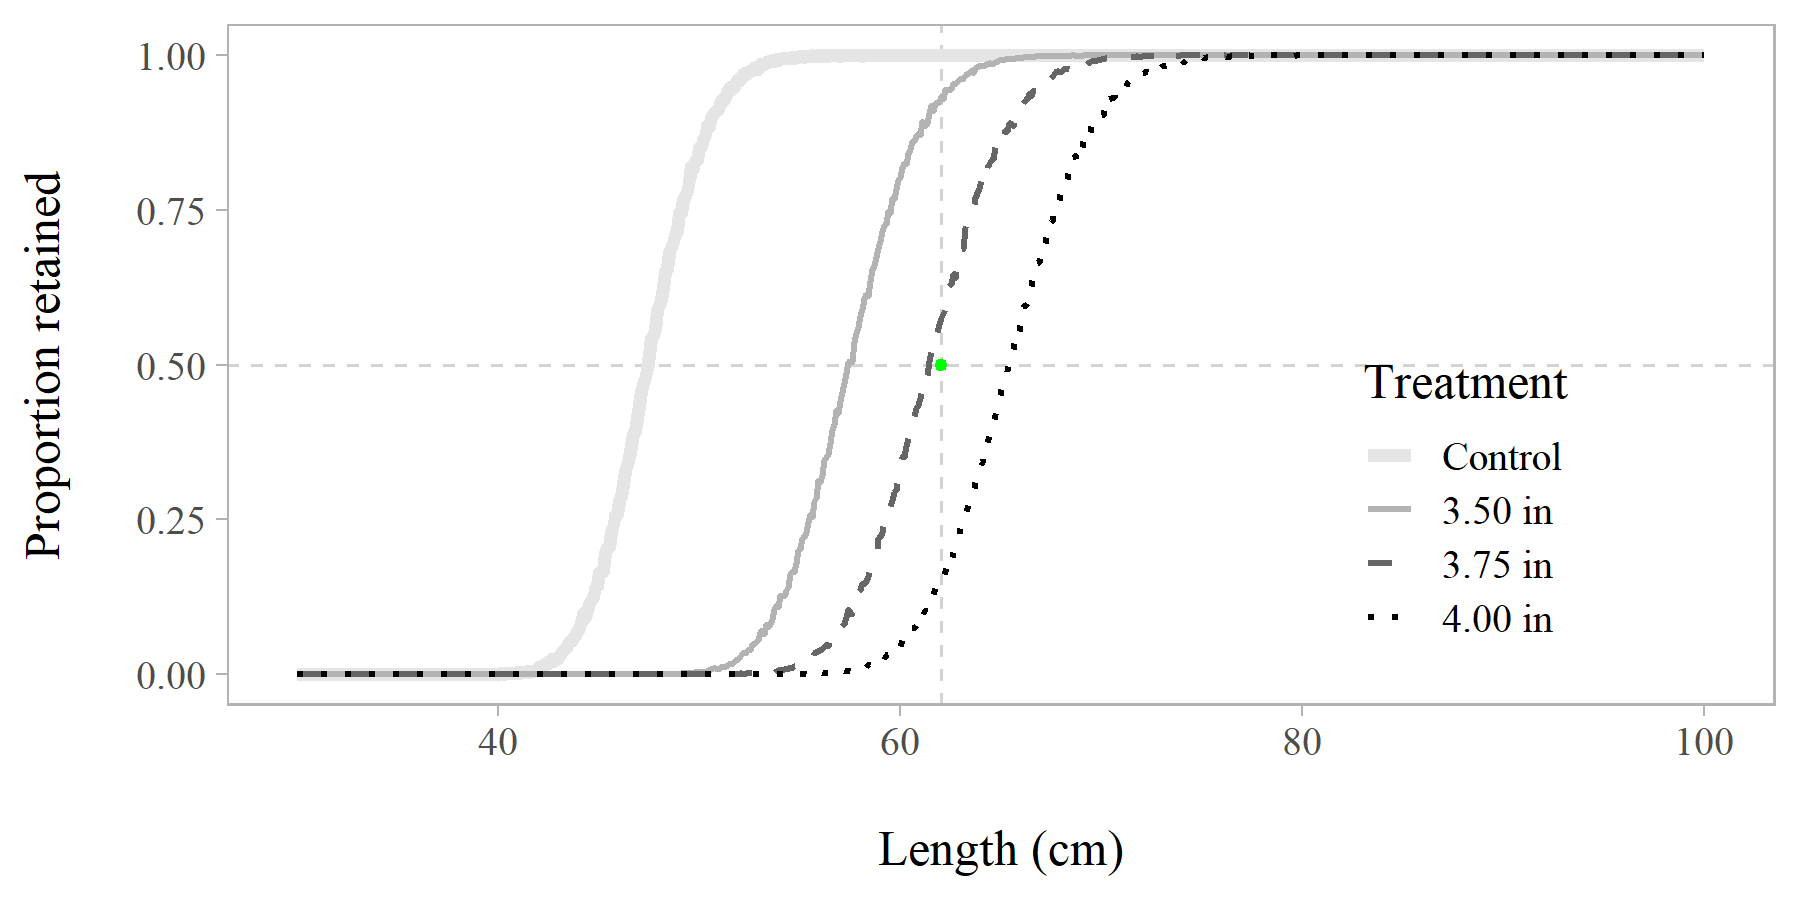 1.00
0.75
0.50
0.25
0.00
Proportion retained
40
60
80
100
Length (cm)
Treatment
Control
3.50 in
3.75 in
4.00 in